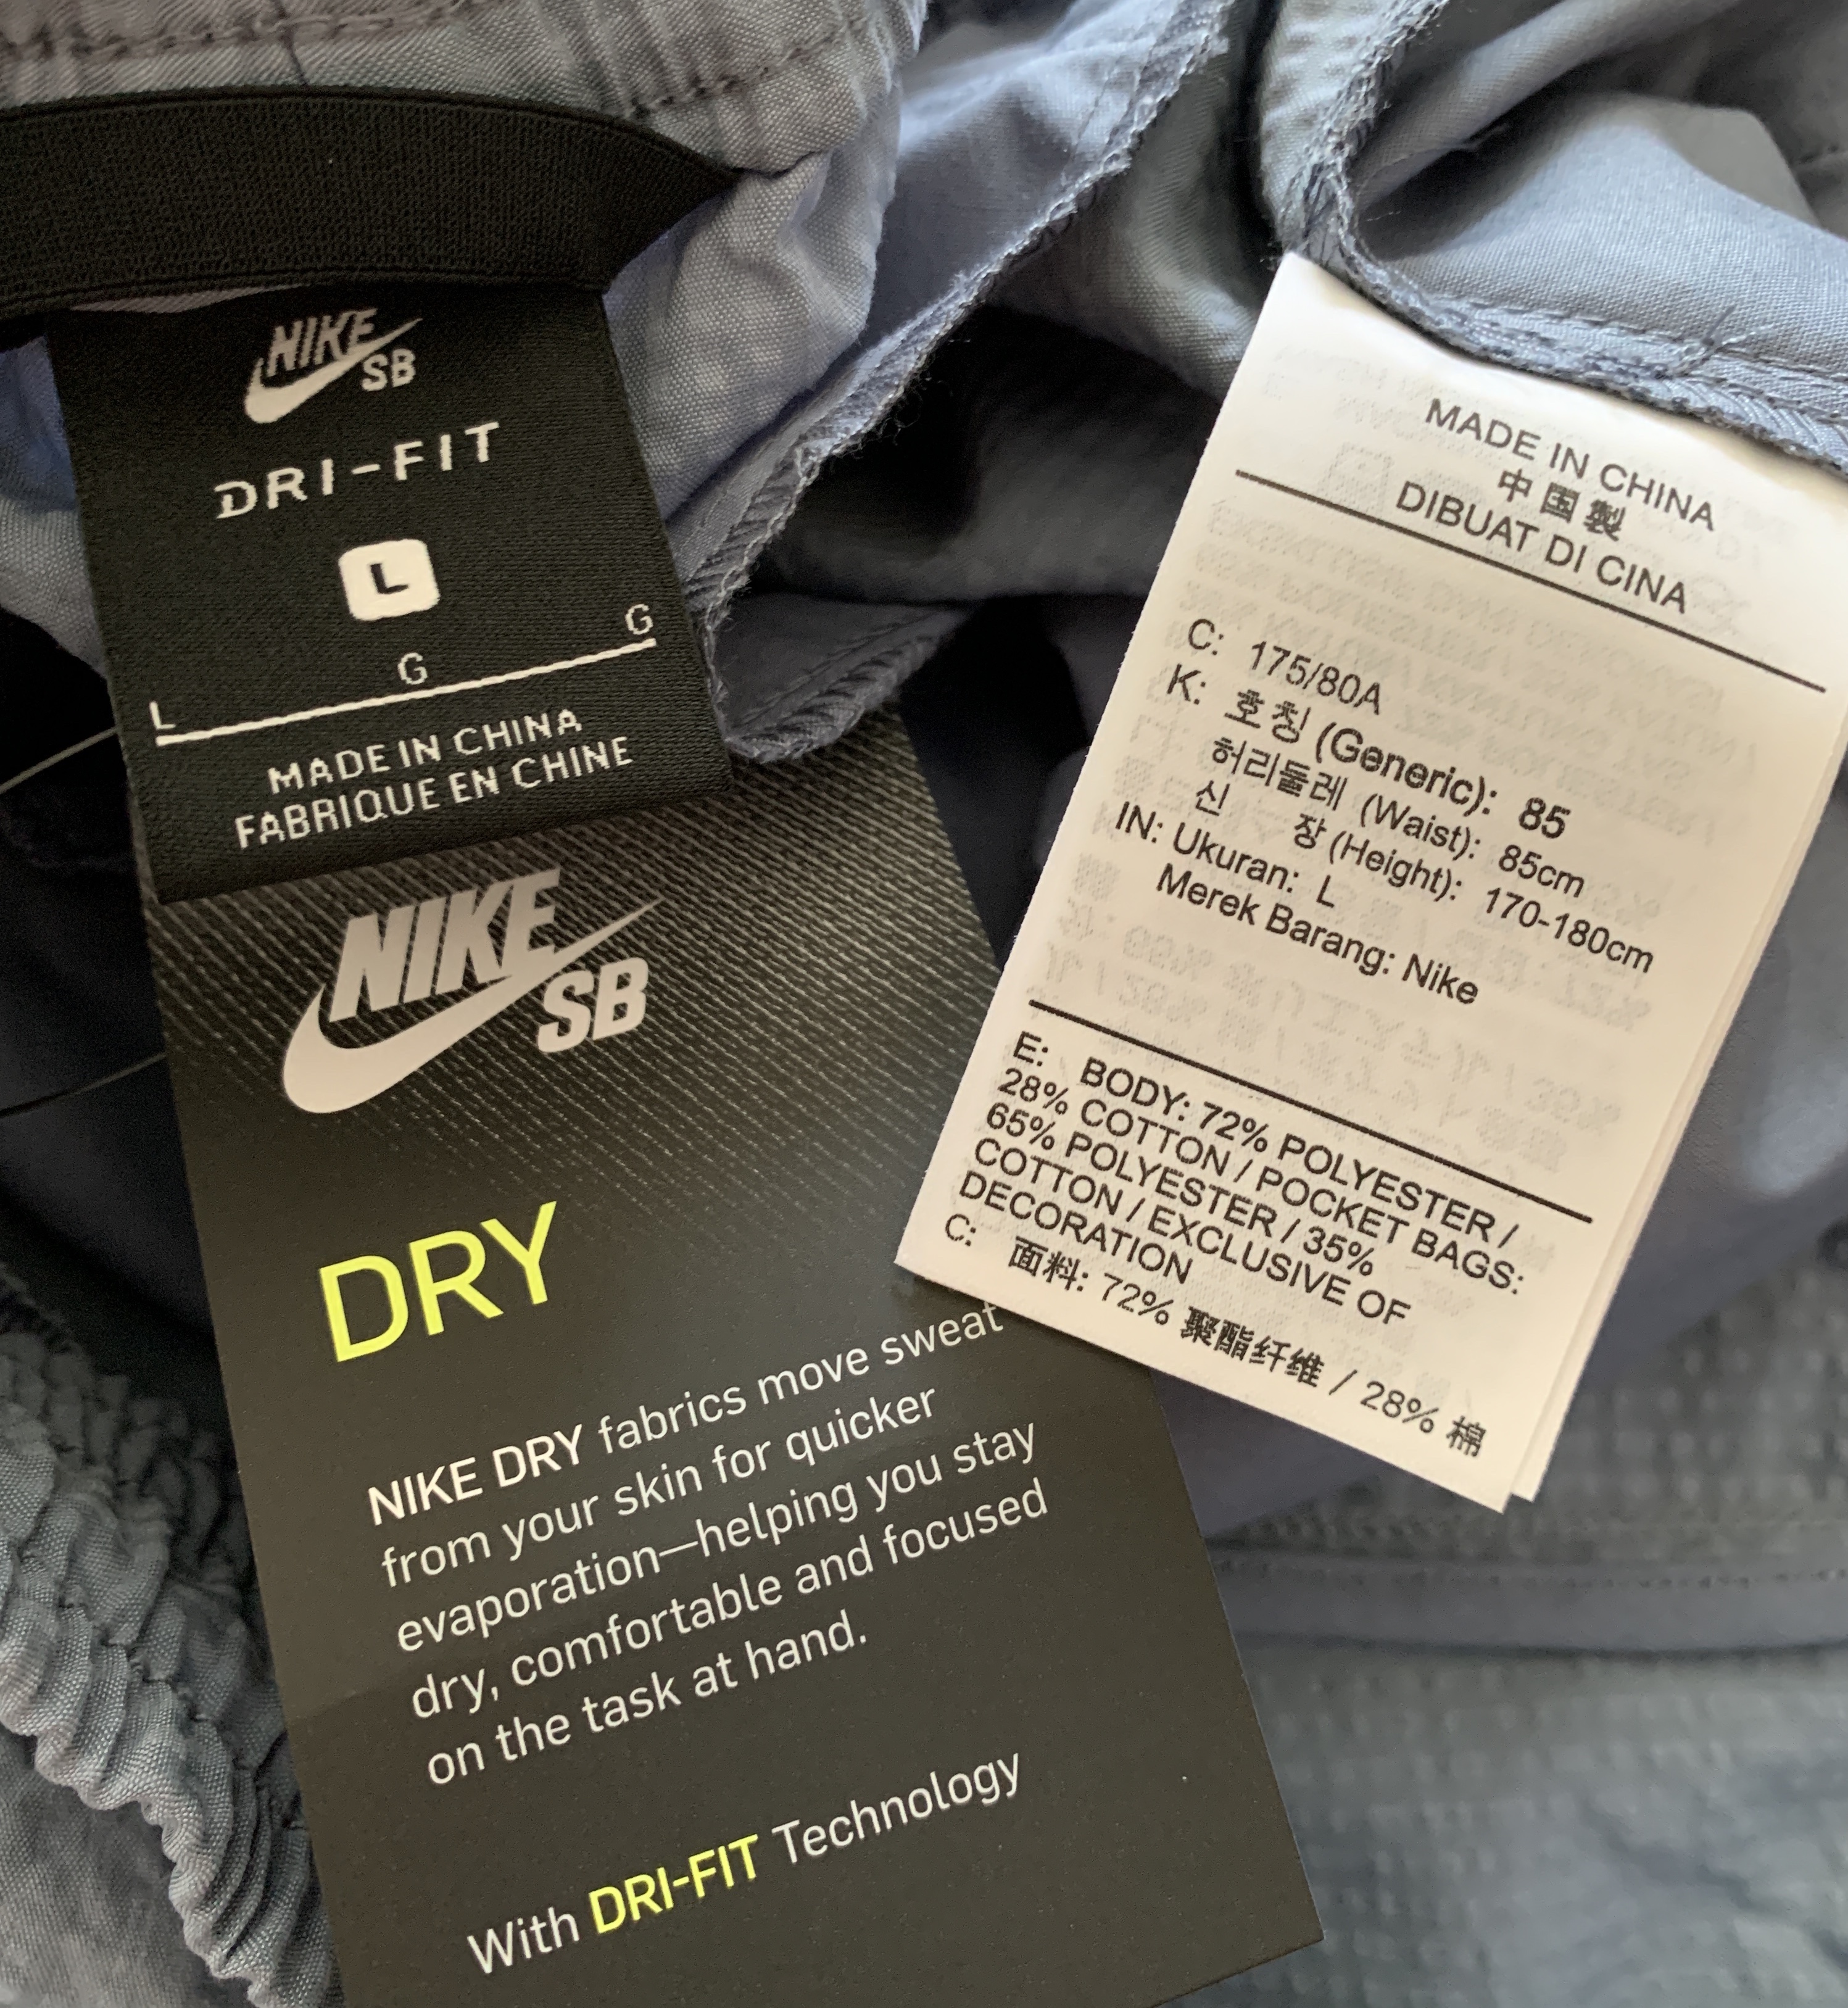 NIKE
SB
DRI-FIT
L
G
G
L
MADE IN CHINA
FABRIQUE EN CHINE
NIKE
SB
DRY
NIKE DRY fabrics move sweat
from your skin for quicker
evaporation—helping you stay
dry, comfortable and focused
on the task at hand.
With DRI-FIT Technology
MADE IN CHINA
中国製
DIBUAT DI CINA
C: 175/80A
K: 호칭 (Generic): 85
허리둘레 (Waist): 85cm
신 장 (Height): 170-180cm
IN: Ukuran: L
Merek Barang: Nike
E: BODY: 72% POLYESTER /
28% COTTON / POCKET BAGS:
65% POLYESTER / 35%
COTTON / EXCLUSIVE OF
DECORATION
C: 面料: 72% 聚酯纤维 / 28% 棉